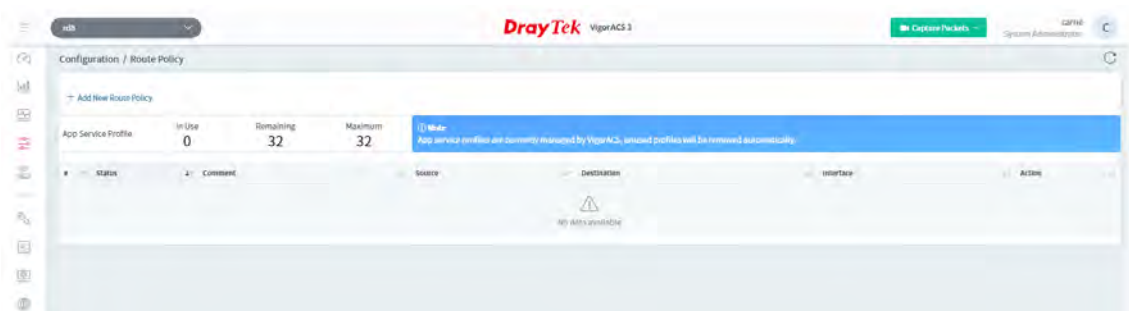 rd8
DrayTek VigorACS 3
Capture Packets
carrie
System Administrator
C
Configuration / Route Policy
+ Add New Route Policy
App Service Profile
In Use
0
Remaining
32
Maximum
32
Note
App service profiles are currently managed by VigorACS, unused profiles will be removed automatically.
# Status Comment Source Destination Interface Action
No data available